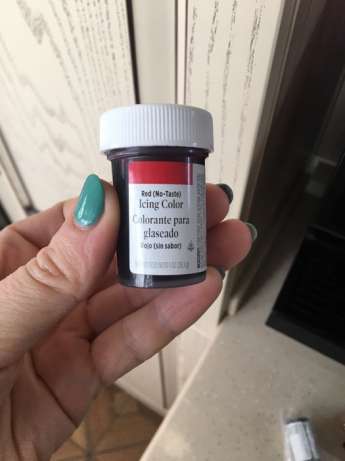 Red (No-Taste)
Icing Color
Colorante para
glaseado
Rojo (sin sabor)